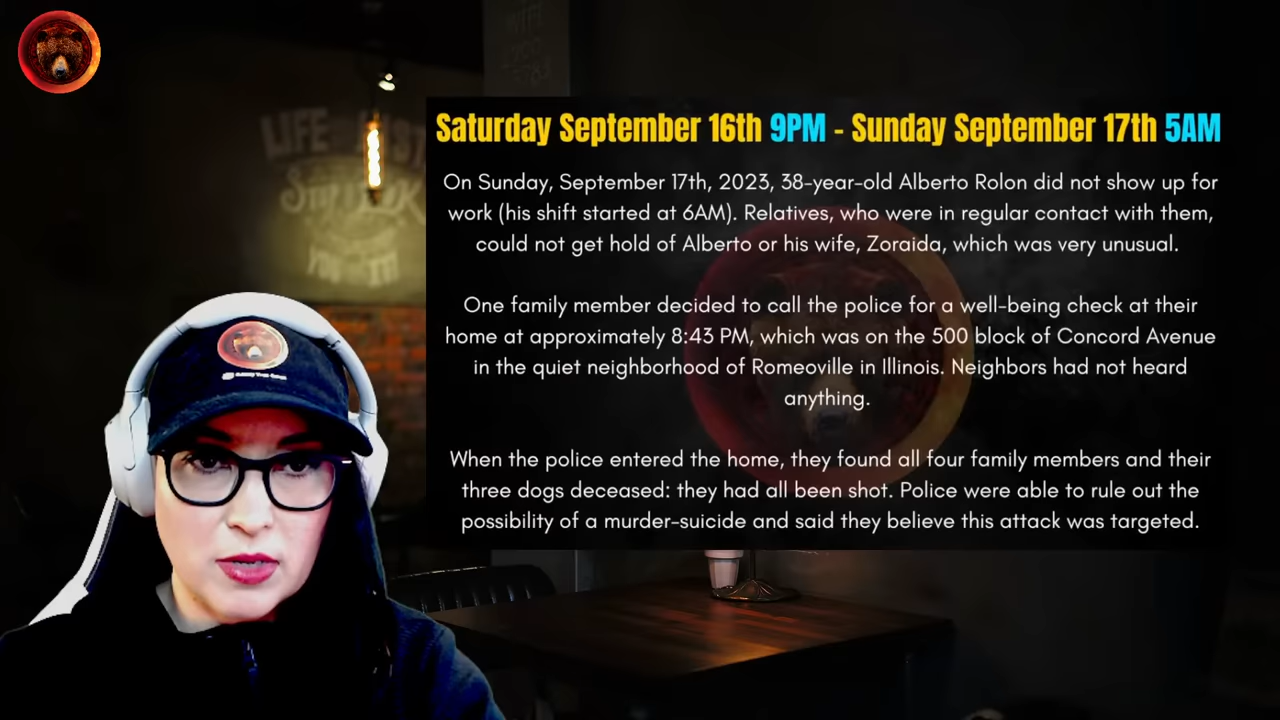 Saturday September 16th 9PM - Sunday September 17th 5AM
On Sunday, September 17th, 2023, 38-year-old Alberto Rolon did not show up for
work (his shift started at 6AM). Relatives, who were in regular contact with them,
could not get hold of Alberto or his wife, Zoraida, which was very unusual.
One family member decided to call the police for a well-being check at their
home at approximately 8:43 PM, which was on the 500 block of Concord Avenue
in the quiet neighborhood of Romeoville in Illinois. Neighbors had not heard
anything.
When the police entered the home, they found all four family members and their
three dogs deceased: they had all been shot. Police were able to rule out the
possibility of a murder-suicide and said they believe this attack was targeted.
LIFE